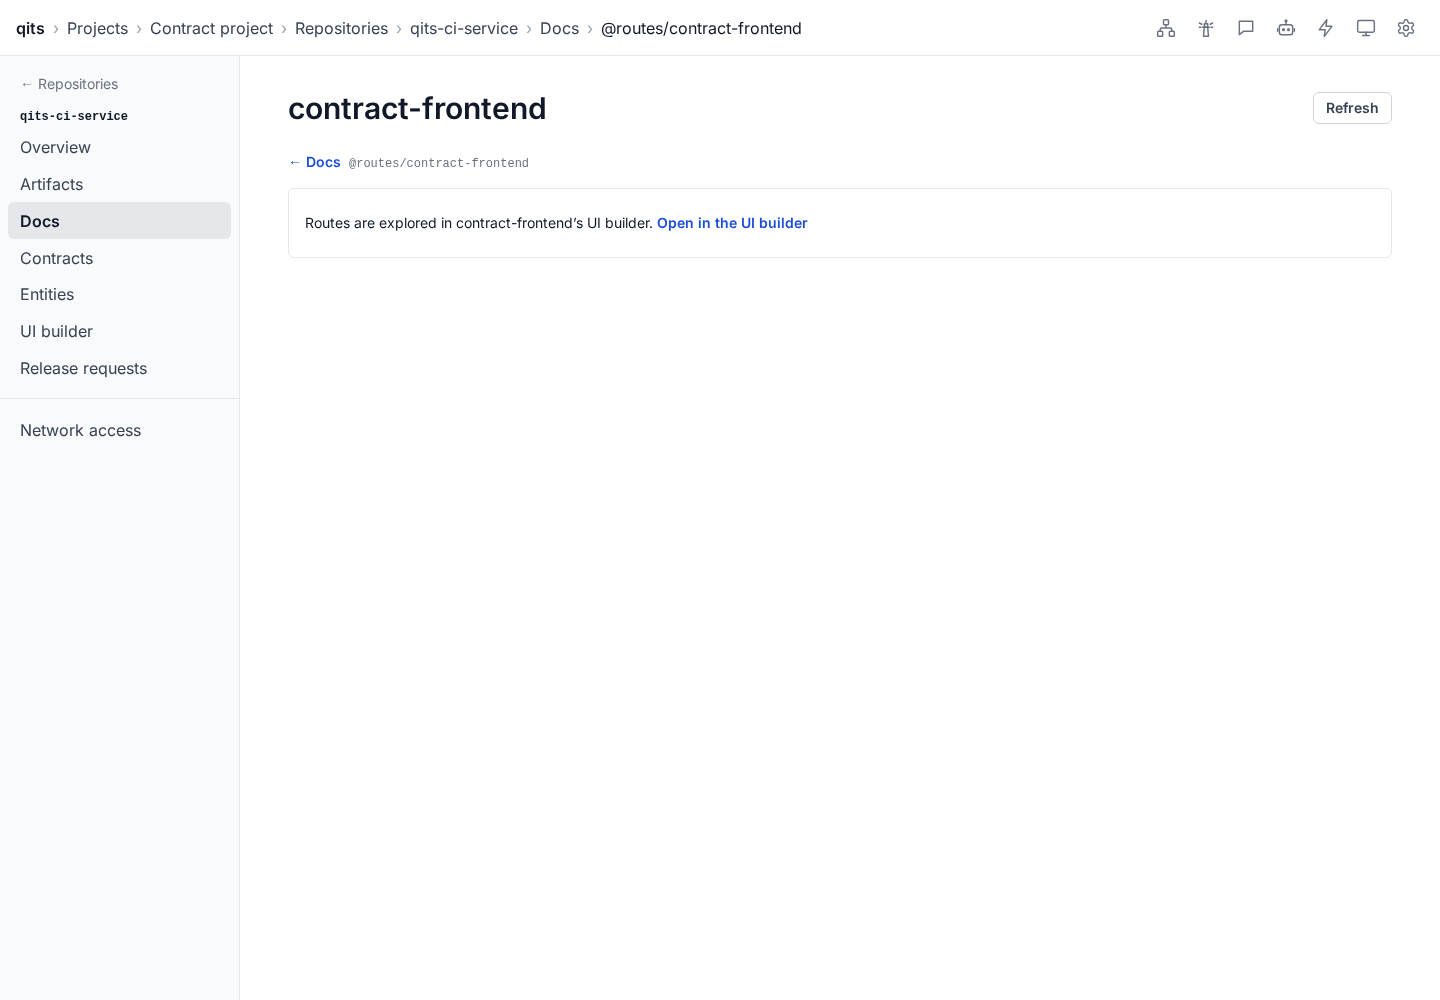 qits › Projects › Contract project › Repositories › qits-ci-service › Docs › @routes/contract-frontend
← Repositories
qits-ci-service
Overview
Artifacts
Docs
Contracts
Entities
UI builder
Release requests
Network access
contract-frontend
Refresh
← Docs @routes/contract-frontend
Routes are explored in contract-frontend’s UI builder. Open in the UI builder